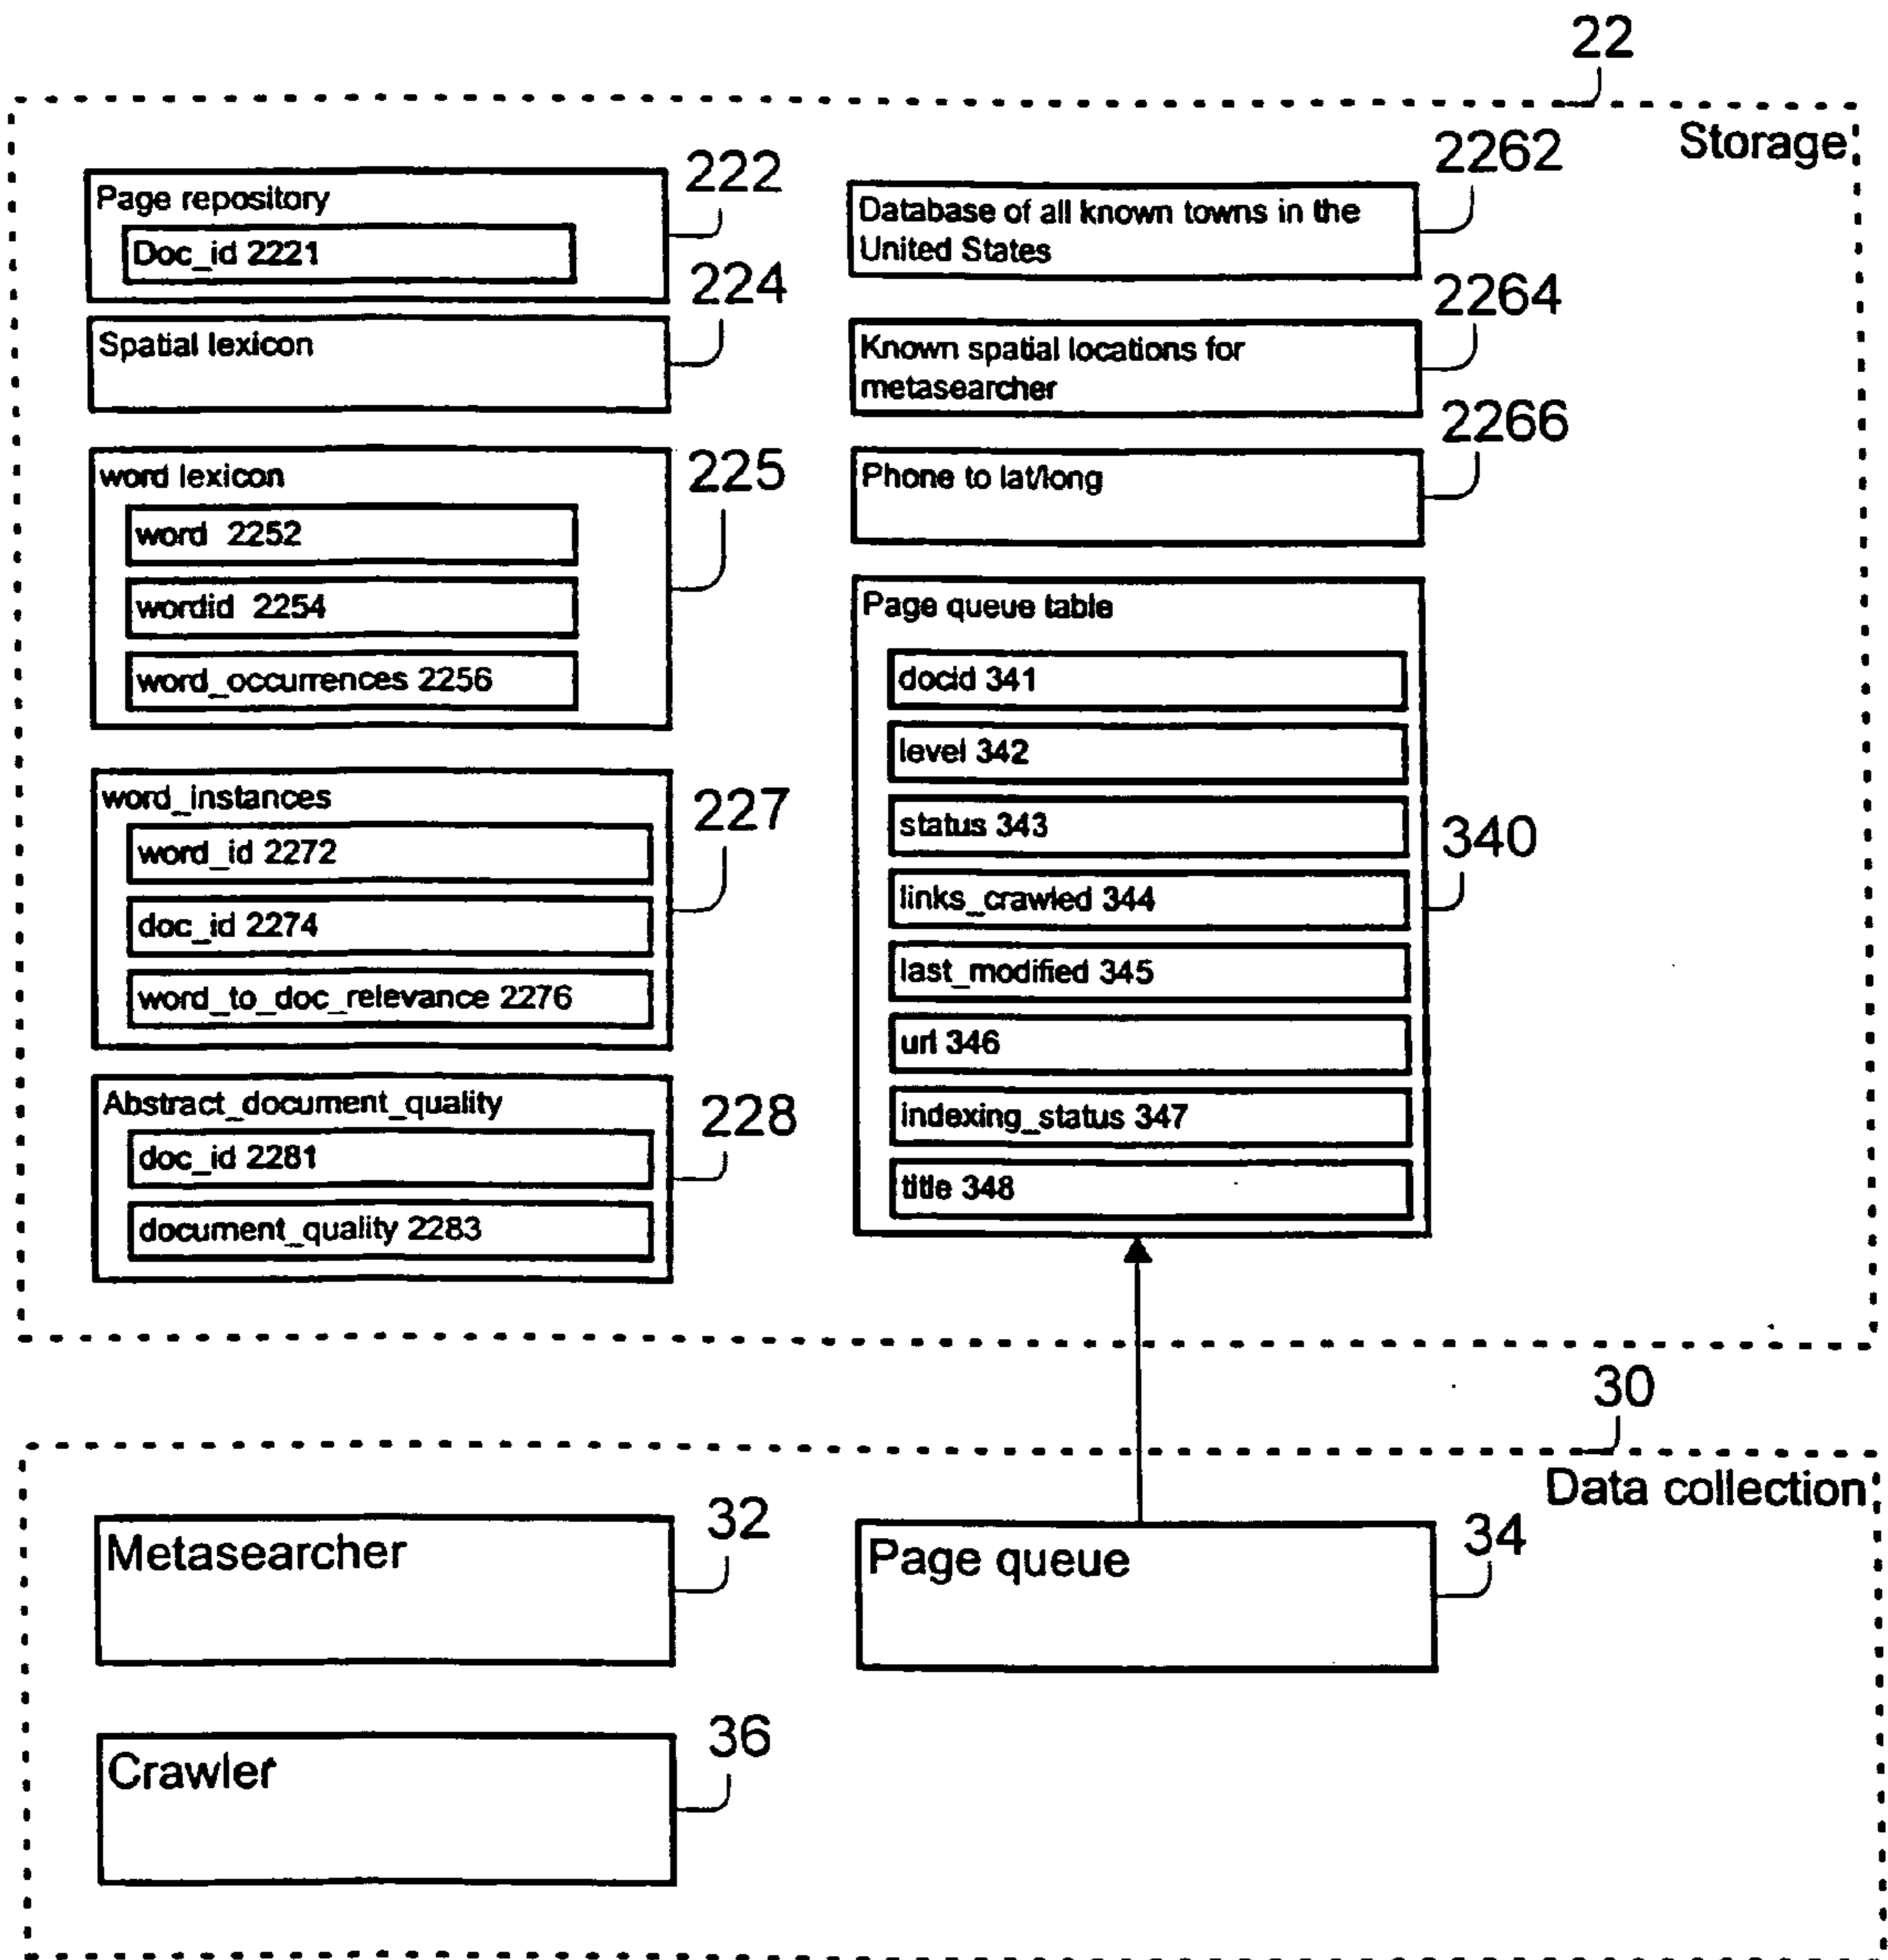 22
Storage
Page repository
Doc_id 2221
222
Spatial lexicon
224
word lexicon
word 2252
wordid 2254
word_occurrences 2256
225
word_instances
word_id 2272
doc_id 2274
word_to_doc_relevance 2276
227
Abstract_document_quality
doc_id 2281
document_quality 2283
228
Database of all known towns in the
United States
2262
Known spatial locations for
metasearcher
2264
Phone to lat/long
2266
Page queue table
docid 341
level 342
status 343
links_crawled 344
last_modified 345
url 346
indexing_status 347
title 348
340
30
Data collection
Metasearcher
32
Page queue
34
Crawler
36